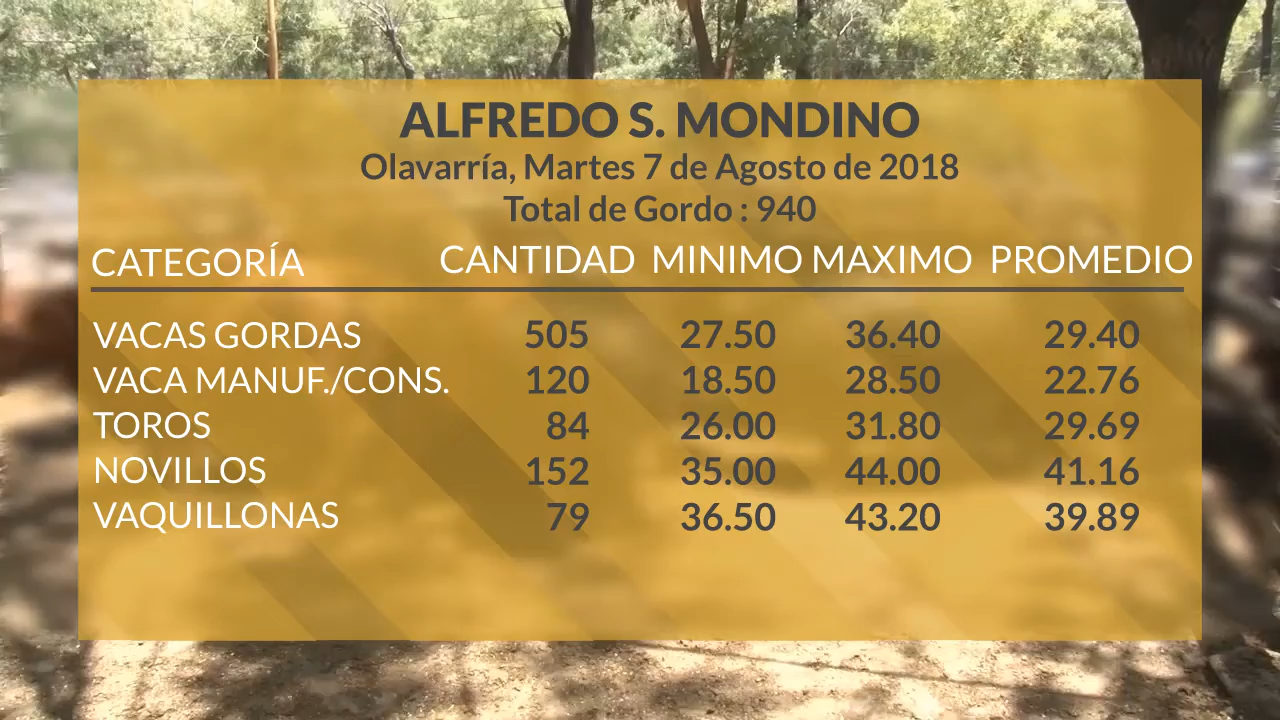 ALFREDO S. MONDINO
Olavarría, Martes 7 de Agosto de 2018
Total de Gordo : 940
CATEGORÍA CANTIDAD MINIMO MAXIMO PROMEDIO
VACAS GORDAS 505 27.50 36.40 29.40
VACA MANUF./CONS. 120 18.50 28.50 22.76
TOROS 84 26.00 31.80 29.69
NOVILLOS 152 35.00 44.00 41.16
VAQUILLONAS 79 36.50 43.20 39.89